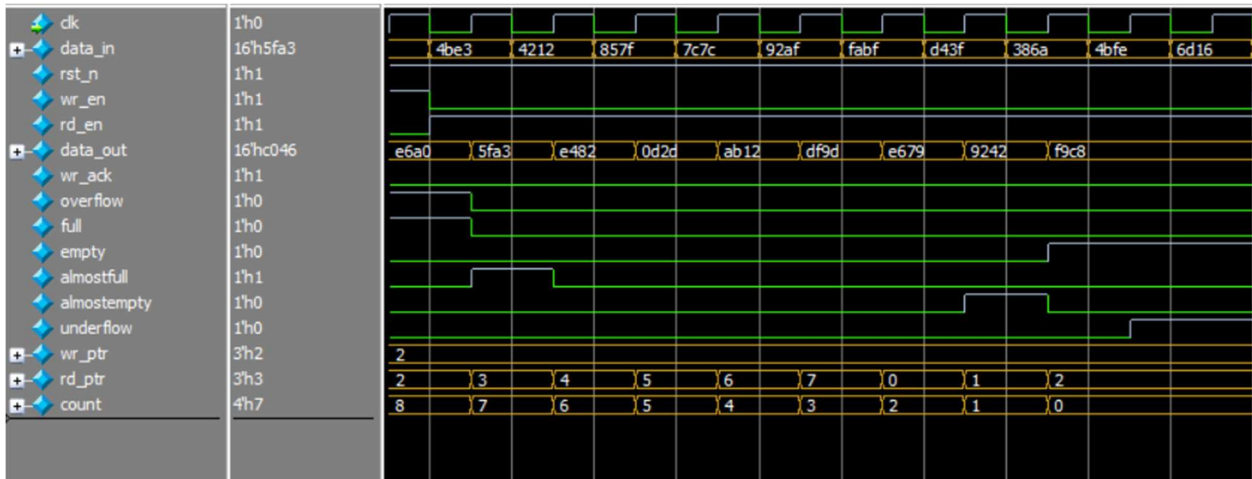 clk 1'h0
data_in 16'h5fa3 4be3 4212 857f 7c7c 92af fabf d43f 386a 4bfe 6d16
rst_n 1'h1
wr_en 1'h1
rd_en 1'h1
data_out 16'hc046 e6a0 5fa3 e482 0d2d ab12 df9d e679 9242 f9c8
wr_ack 1'h1
overflow 1'h0
full 1'h0
empty 1'h0
almostfull 1'h1
almostempty 1'h0
underflow 1'h0
wr_ptr 3'h2 2
rd_ptr 3'h3 2 3 4 5 6 7 0 1 2
count 4'h7 8 7 6 5 4 3 2 1 0